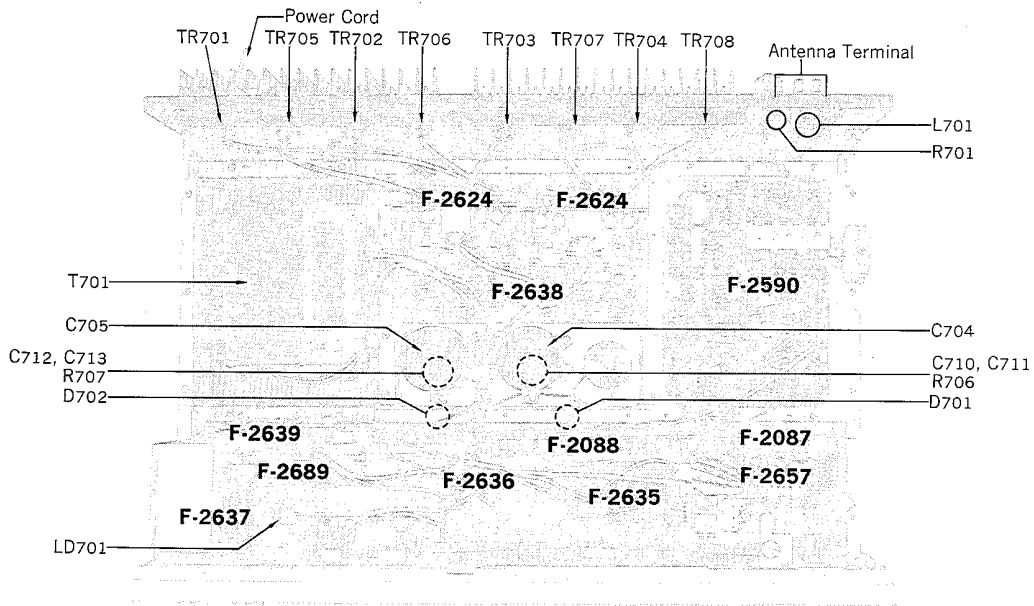 Power Cord
TR701 TR705 TR702 TR706 TR703 TR707 TR704 TR708
Antenna Terminal
L701
R701
F-2624 F-2624
T701
F-2638
F-2590
C705
C704
C712, C713
R707
C710, C711
R706
D702
D701
F-2639
F-2088
F-2087
F-2689
F-2636
F-2635
F-2657
F-2637
LD701